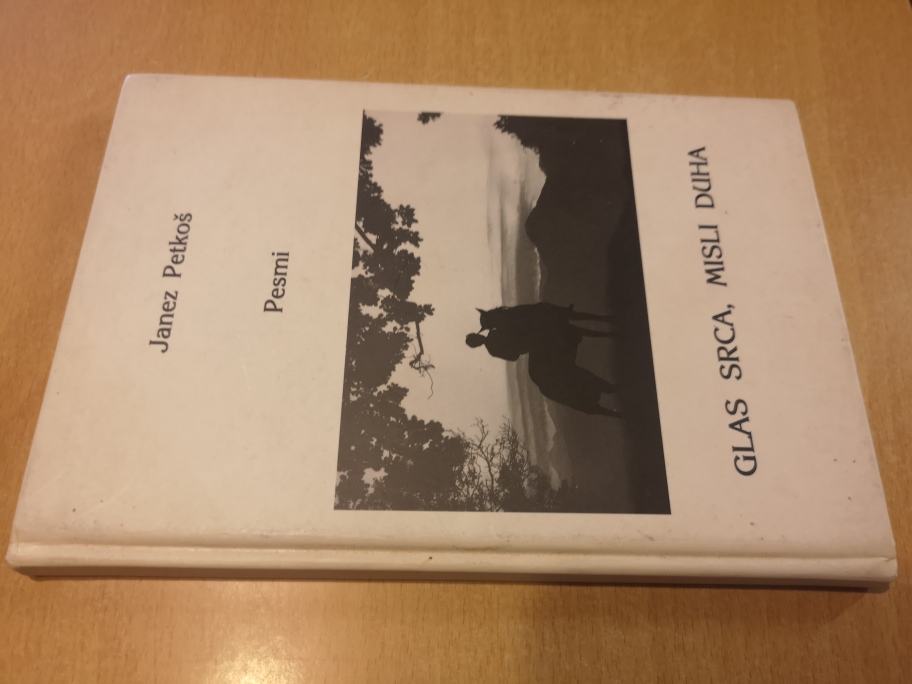 Janez Petkoš
Pesmi
GLAS SRCA, MISLI DUHA